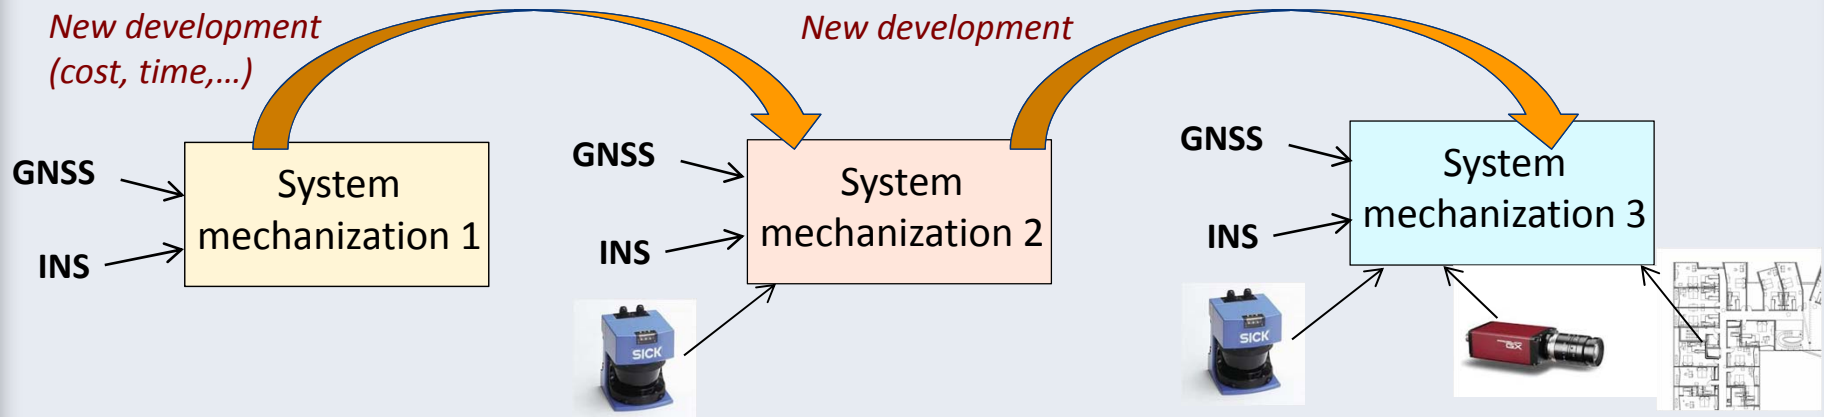 New development
(cost, time,...)
New development
GNSS
INS
System
mechanization 1
GNSS
INS
System
mechanization 2
SICK
GNSS
INS
System
mechanization 3
SICK